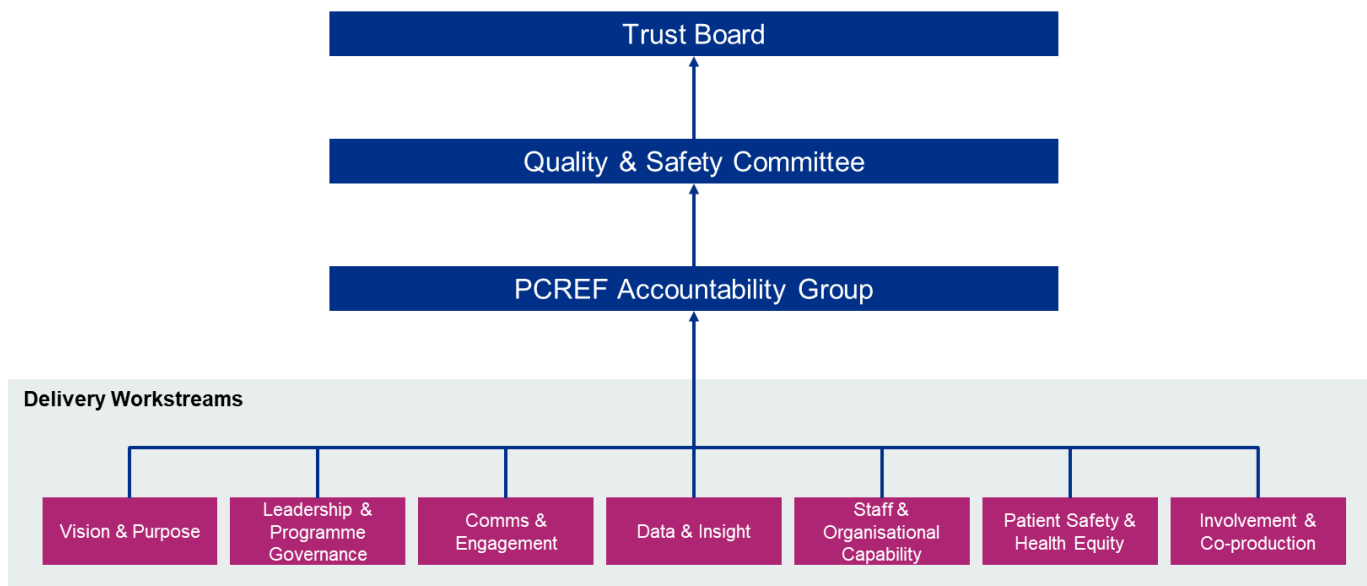 Trust Board
Quality & Safety Committee
PCREF Accountability Group
Delivery Workstreams
Vision & Purpose
Leadership &
Programme
Governance
Comms &
Engagement
Data & Insight
Staff &
Organisational
Capability
Patient Safety &
Health Equity
Involvement &
Co-production